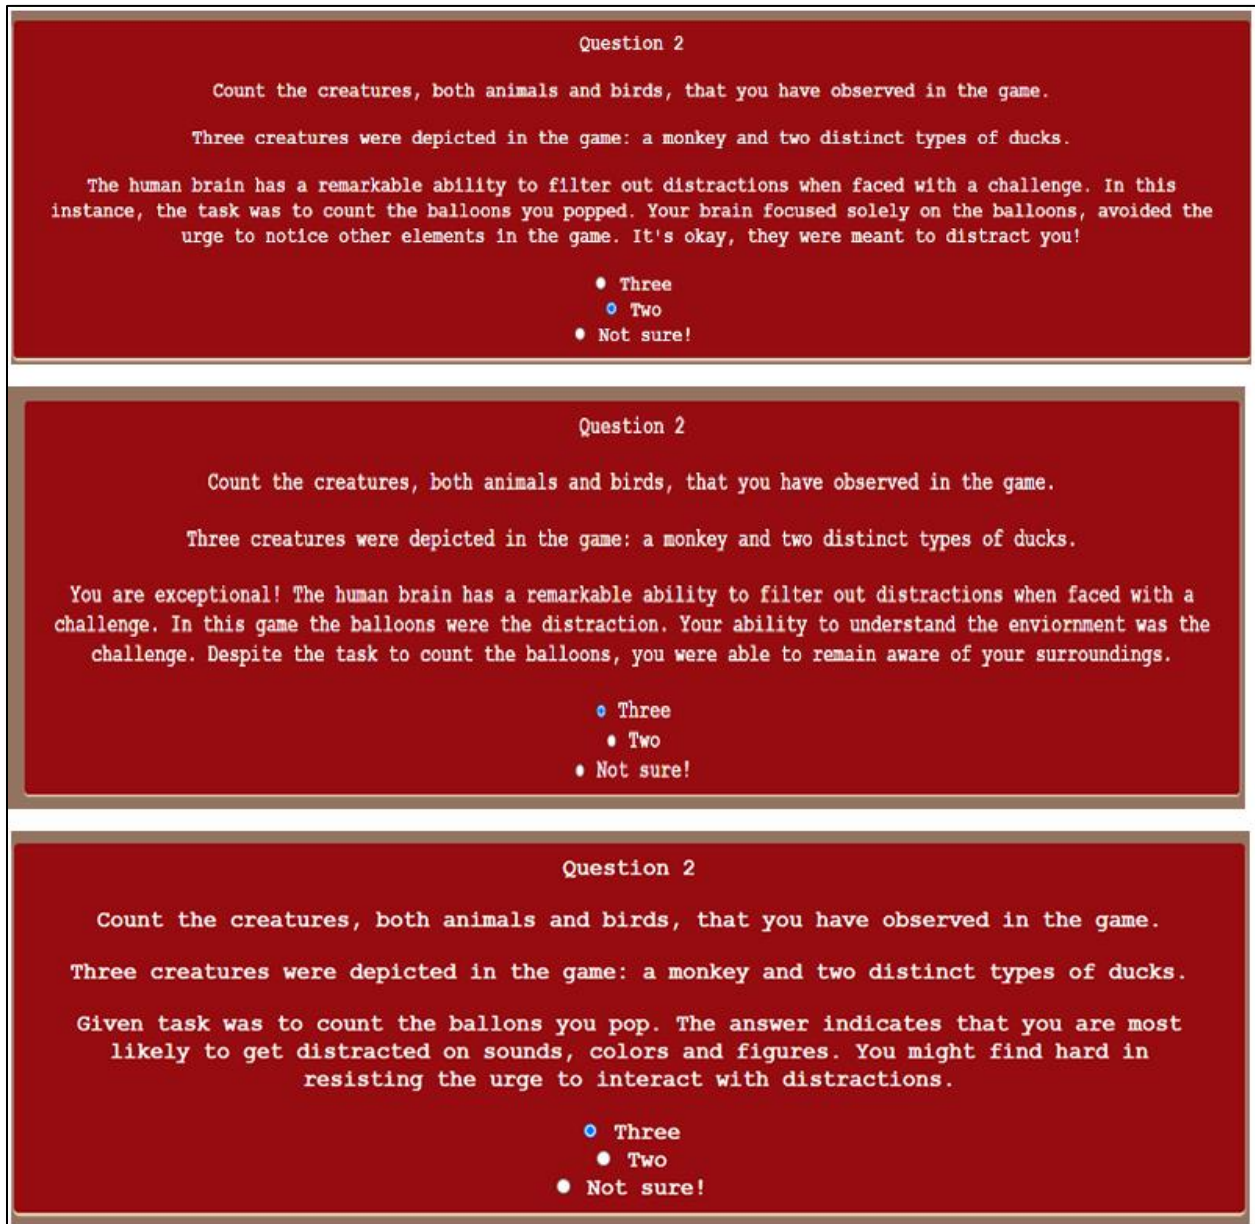 Question 2
Count the creatures, both animals and birds, that you have observed in the game.
Three creatures were depicted in the game: a monkey and two distinct types of ducks.
The human brain has a remarkable ability to filter out distractions when faced with a challenge. In this
instance, the task was to count the balloons you popped. Your brain focused solely on the balloons, avoided the
urge to notice other elements in the game. It's okay, they were meant to distract you!
Three
Two
Not sure!
Question 2
Count the creatures, both animals and birds, that you have observed in the game.
Three creatures were depicted in the game: a monkey and two distinct types of ducks.
You are exceptional! The human brain has a remarkable ability to filter out distractions when faced with a
challenge. In this game the balloons were the distraction. Your ability to understand the enviornment was the
challenge. Despite the task to count the balloons, you were able to remain aware of your surroundings.
Three
Two
Not sure!
Question 2
Count the creatures, both animals and birds, that you have observed in the game.
Three creatures were depicted in the game: a monkey and two distinct types of ducks.
Given task was to count the ballons you pop. The answer indicates that you are most
likely to get distracted on sounds, colors and figures. You might find hard in
resisting the urge to interact with distractions.
Three
Two
Not sure!